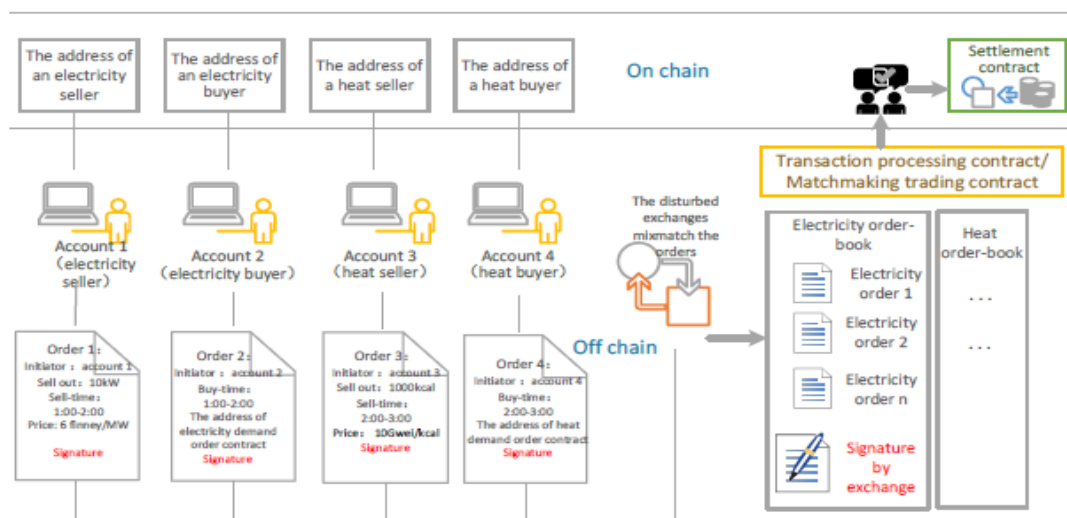 The address of
an electricity
seller
The address of
an electricity
buyer
The address of
a heat seller
The address of
a heat buyer
On chain
Settlement
contract
Transaction processing contract/
Matchmaking trading contract
The disturbed
exchanges
mixmatch the
orders
Account 1
（electricity
seller）
Account 2
（electricity buyer）
Account 3
（heat seller）
Account 4
（heat buyer）
Electricity order-
book
Electricity
order 1
Electricity
order 2
Electricity
order n
Signature
by
exchange
Heat
order-book
...
...
Off chain
Order 1：
Initiator： account 1
Sell out：10kW
Sell-time：
1:00-2:00
Price: 6 finney/MW
Signature
Order 2：
Initiator： account 2
Buy-time：
1:00-2:00
The address of
electricity demand
order contract
Signature
Order 3：
Initiator： account 3
Sell out：1000kcal
Sell-time：
2:00-3:00
Price： 10Gwei/kcal
Signature
Order 4：
Initiator： account 4
Buy-time：
2:00-3:00
The address of heat
demand order contract
Signature